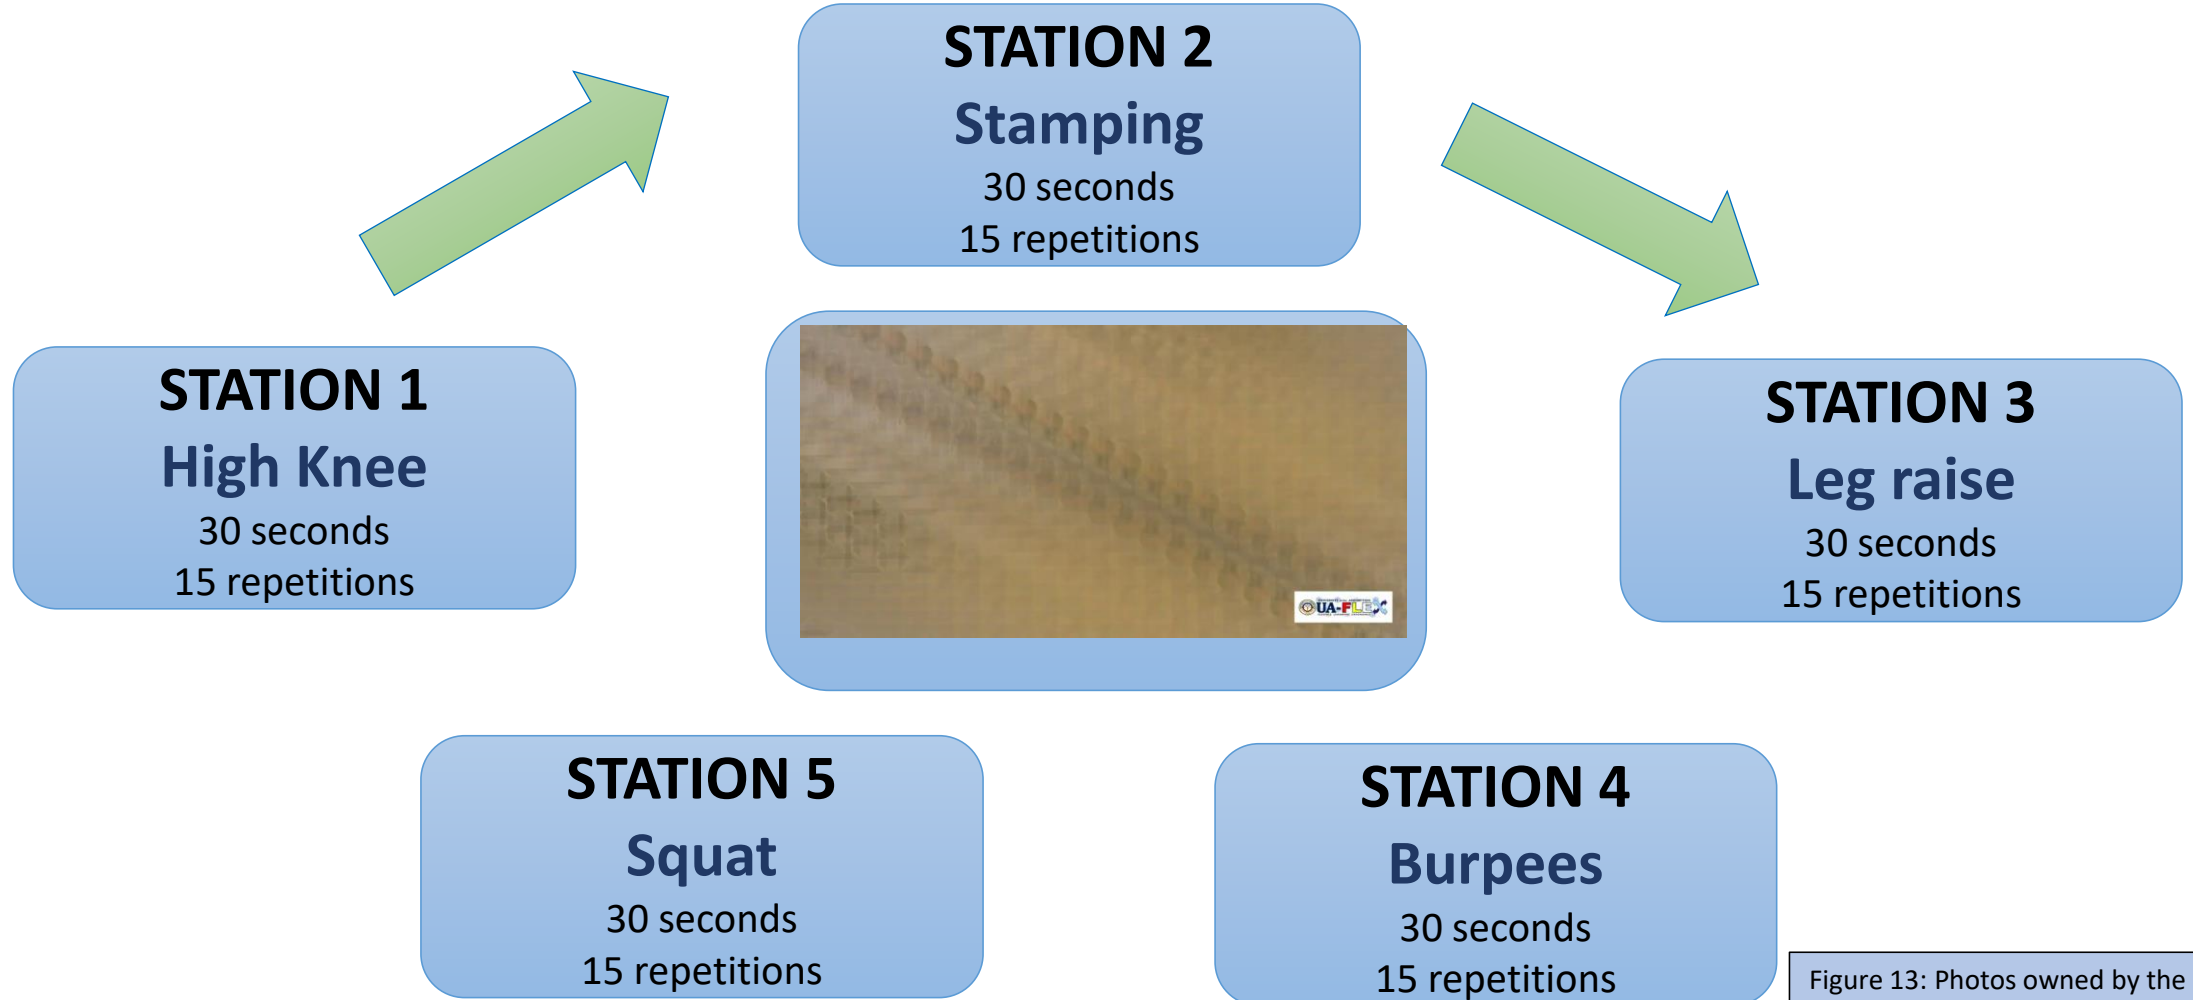 STATION 2
Stamping
30 seconds
15 repetitions
STATION 1
High Knee
30 seconds
15 repetitions
STATION 3
Leg raise
30 seconds
15 repetitions
UA-FLEX
STATION 5
Squat
30 seconds
15 repetitions
STATION 4
Burpees
30 seconds
15 repetitions
Figure 13: Photos owned by the